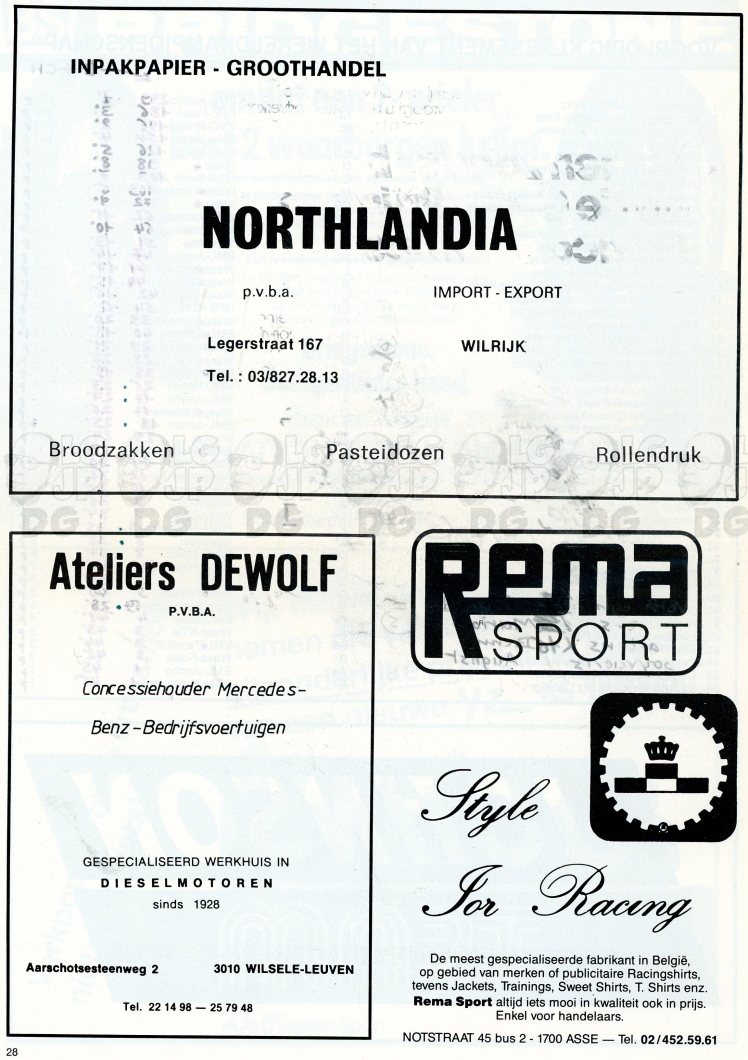 INPAKPAPIER - GROOTHANDEL
NORTHLANDIA
p.v.b.a. IMPORT - EXPORT
Legerstraat 167 WILRIJK
Tel. : 03/827.28.13
Broodzakken Pasteidozen Rollendruk
Ateliers DEWOLF
P.V.B.A.
Concessiehouder Mercedes-
Benz-Bedrijfsvoertuigen
GESPECIALISEERD WERKHUIS IN
DIESELMOTOREN
sinds 1928
Aarschotsesteenweg 2 3010 WILSELE-LEUVEN
Tel. 22 14 98 — 25 79 48
Rema
SPORT
Style
for Racing
De meest gespecialiseerde fabrikant in België,
op gebied van merken of publicitaire Racingshirts,
tevens Jackets, Trainings, Sweet Shirts, T. Shirts enz.
Rema Sport altijd iets mooi in kwaliteit ook in prijs.
Enkel voor handelaars.
NOTSTRAAT 45 bus 2 - 1700 ASSE — Tel. 02/452.59.61
28